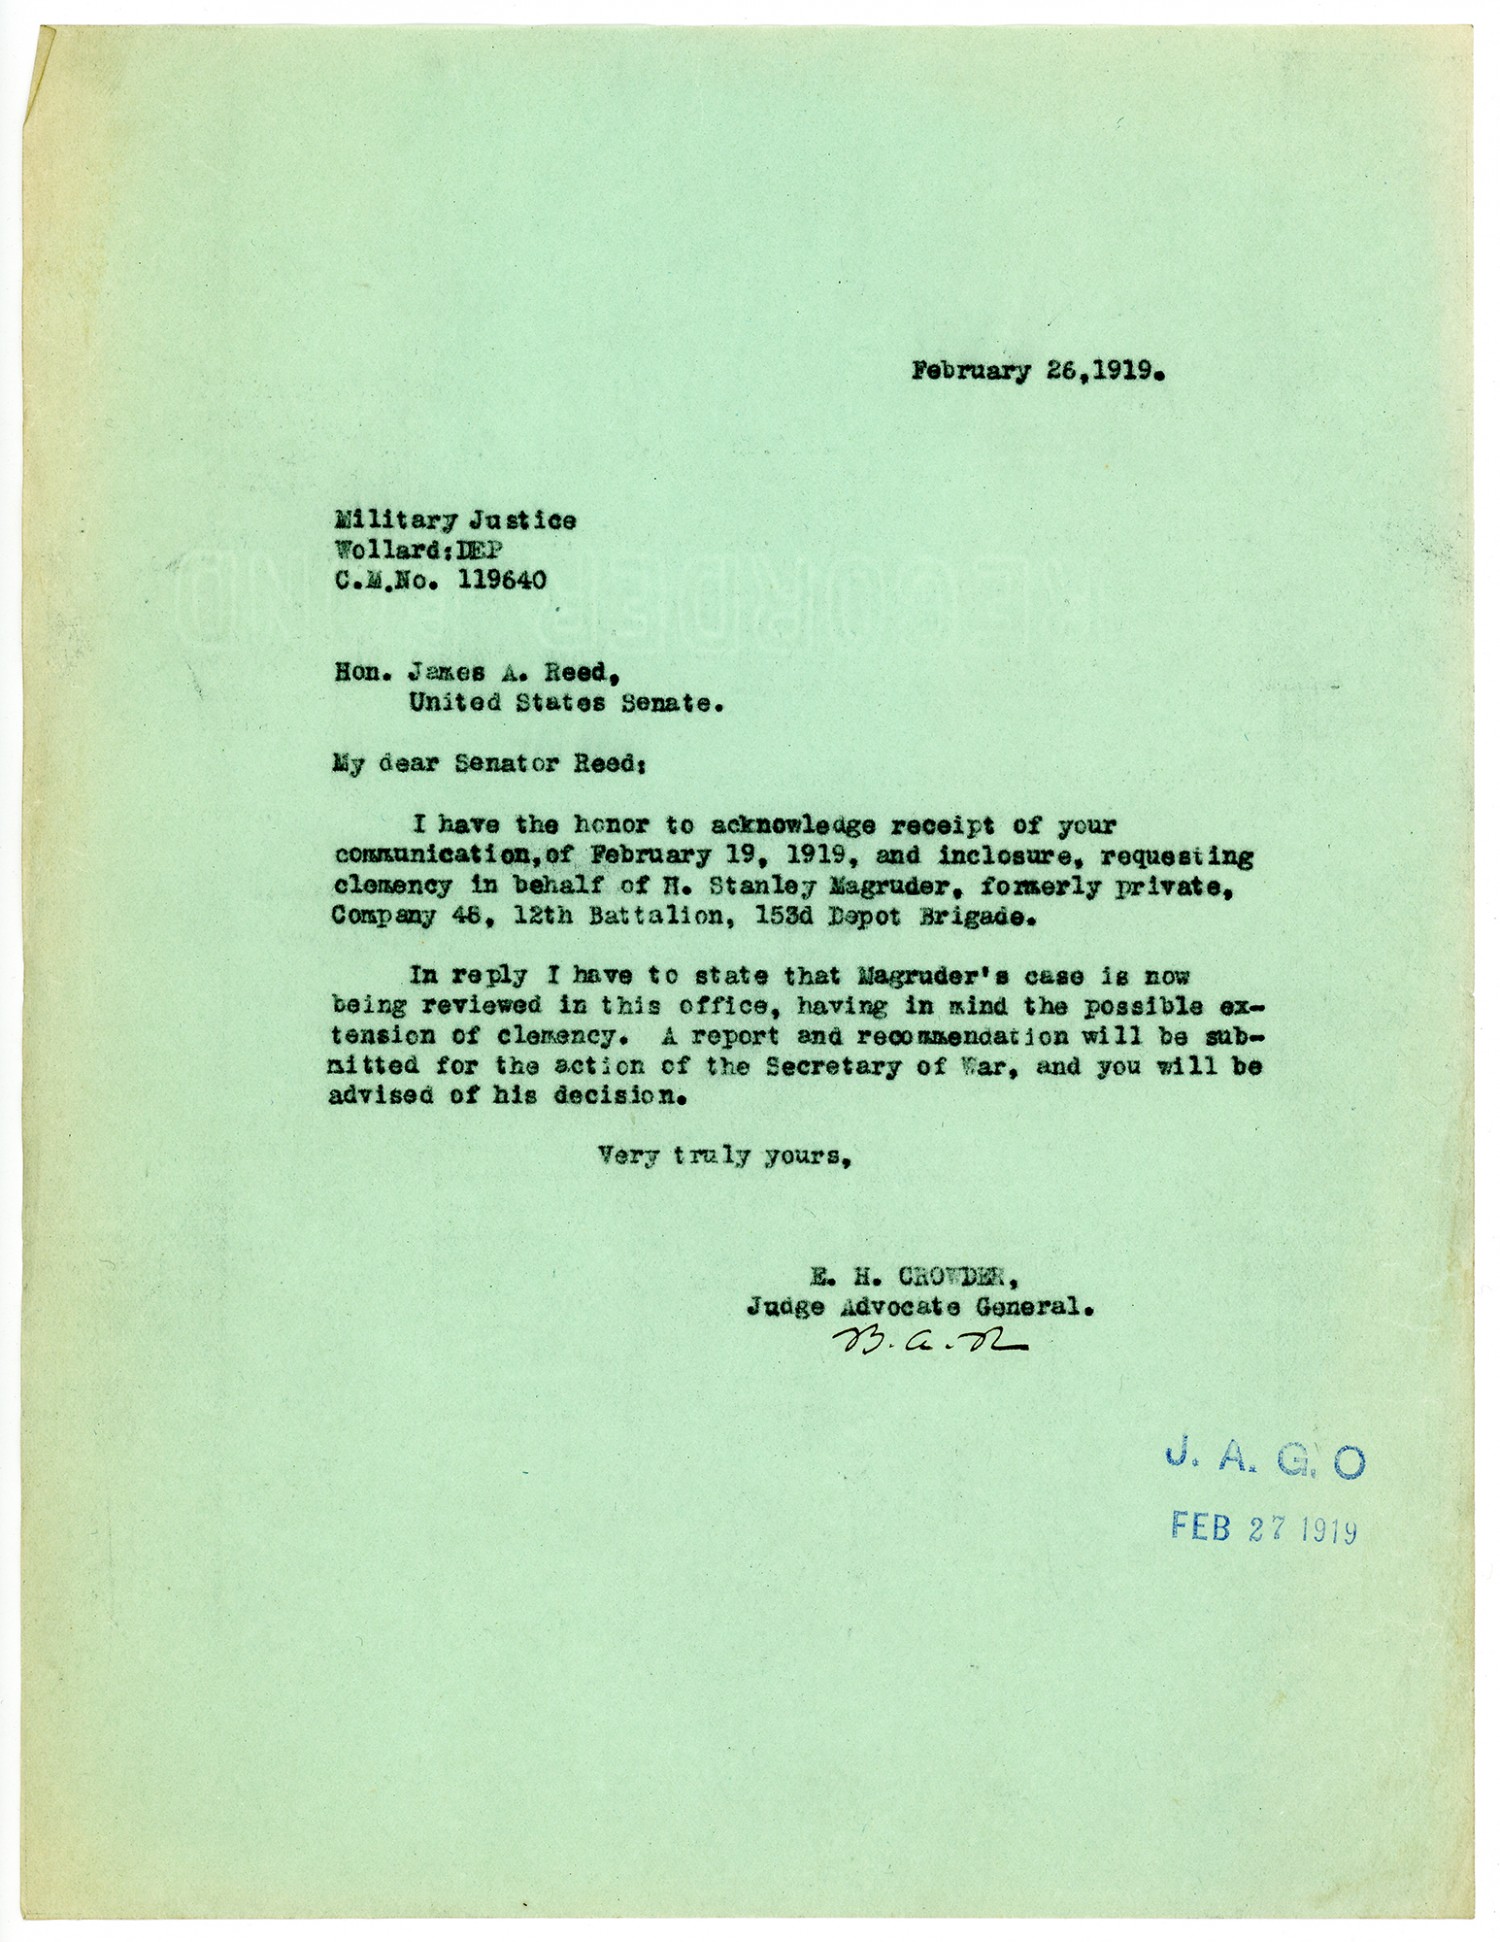 February 26,1919.
Military Justice
Wollard:DEP
C.M.No. 119640
Hon. James A. Reed,
United States Senate.
My dear Senator Reed:
I have the honor to acknowledge receipt of your
communication,of February 19, 1919, and inclosure, requesting
clemency in behalf of H. Stanley Magruder, formerly private,
Company 48, 12th Battalion, 153d Depot Brigade.
In reply I have to state that Magruder's case is now
being reviewed in this office, having in mind the possible ex-
tension of clemency. A report and recommendation will be sub-
mitted for the action of the Secretary of War, and you will be
advised of his decision.
Very truly yours,
E. H. CROWDER,
Judge Advocate General.
B.A.R
J. A. G. O
FEB 27 1919